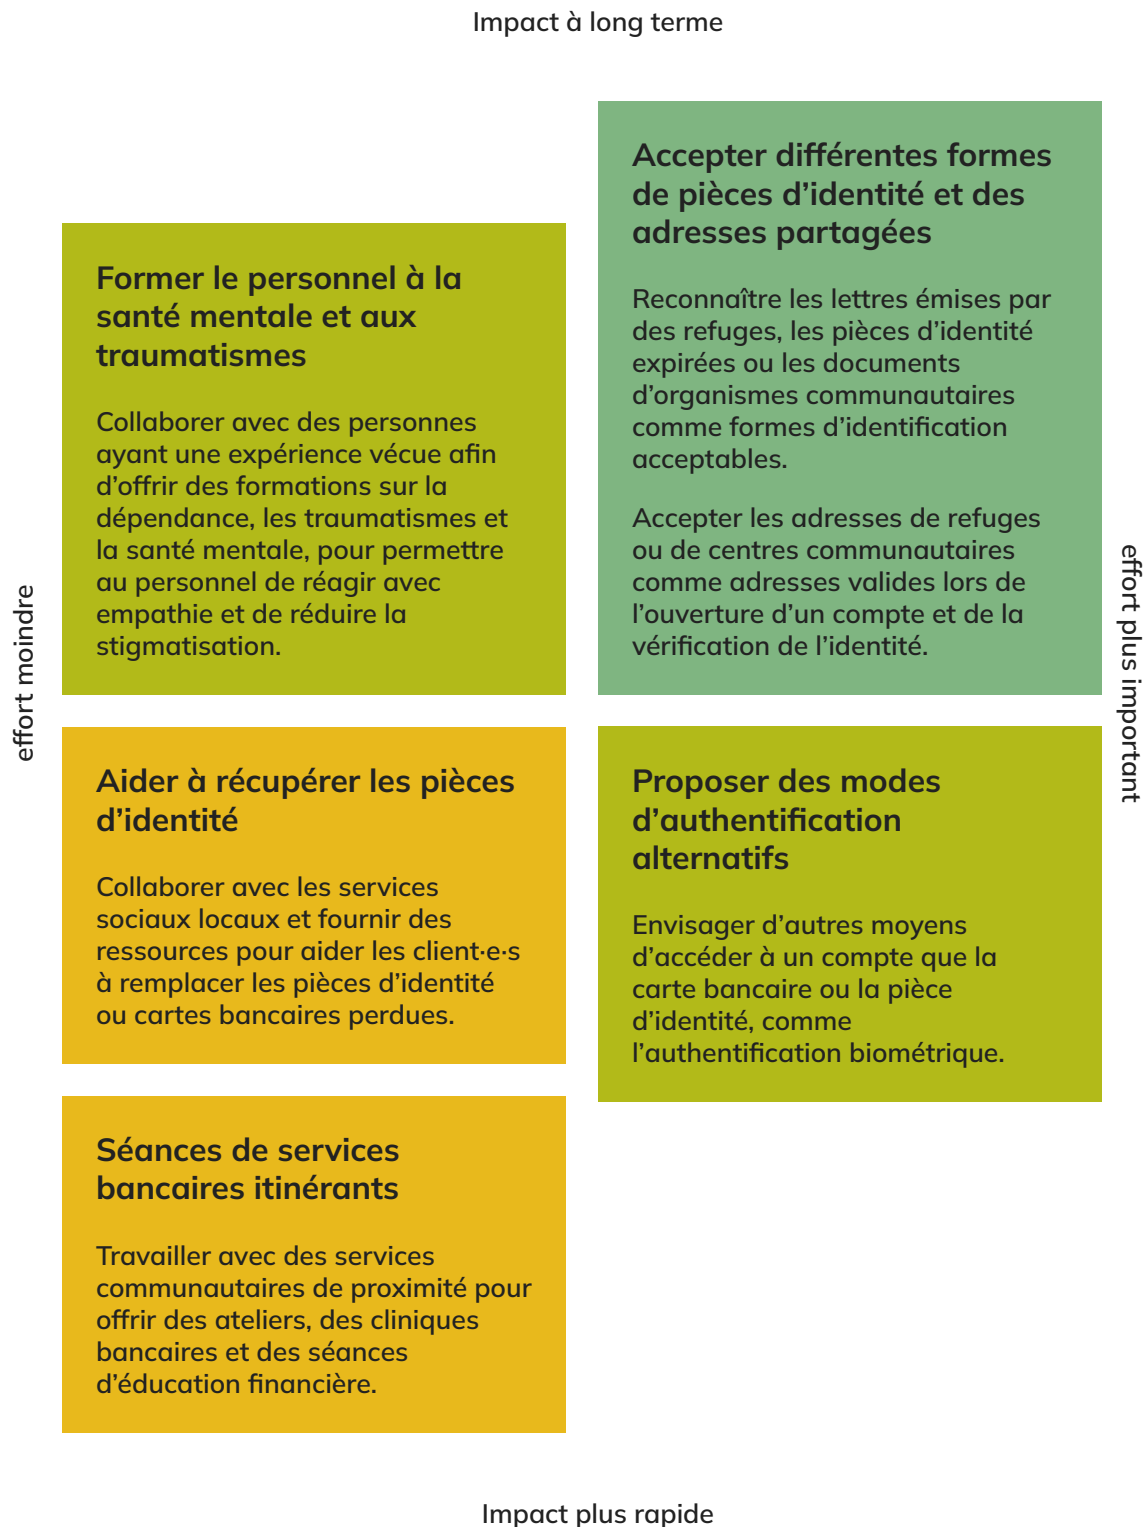 Impact à long terme
Accepter différentes formes
de pièces d’identité et des
adresses partagées
Reconnaître les lettres émises par
des refuges, les pièces d’identité
expirées ou les documents
d’organismes communautaires
comme formes d’identification
acceptables.
Accepter les adresses de refuges
ou de centres communautaires
comme adresses valides lors de
l’ouverture d’un compte et de la
vérification de l’identité.
Former le personnel à la
santé mentale et aux
traumatismes
Collaborer avec des personnes
ayant une expérience vécue afin
d’offrir des formations sur la
dépendance, les traumatismes et
la santé mentale, pour permettre
au personnel de réagir avec
empathie et de réduire la
stigmatisation.
effort moindre
effort plus important
Aider à récupérer les pièces
d’identité
Collaborer avec les services
sociaux locaux et fournir des
ressources pour aider les client·e·s
à remplacer les pièces d’identité
ou cartes bancaires perdues.
Proposer des modes
d’authentification
alternatifs
Envisager d’autres moyens
d’accéder à un compte que la
carte bancaire ou la pièce
d’identité, comme
l’authentification biométrique.
Séances de services
bancaires itinérants
Travailler avec des services
communautaires de proximité pour
offrir des ateliers, des cliniques
bancaires et des séances
d’éducation financière.
Impact plus rapide